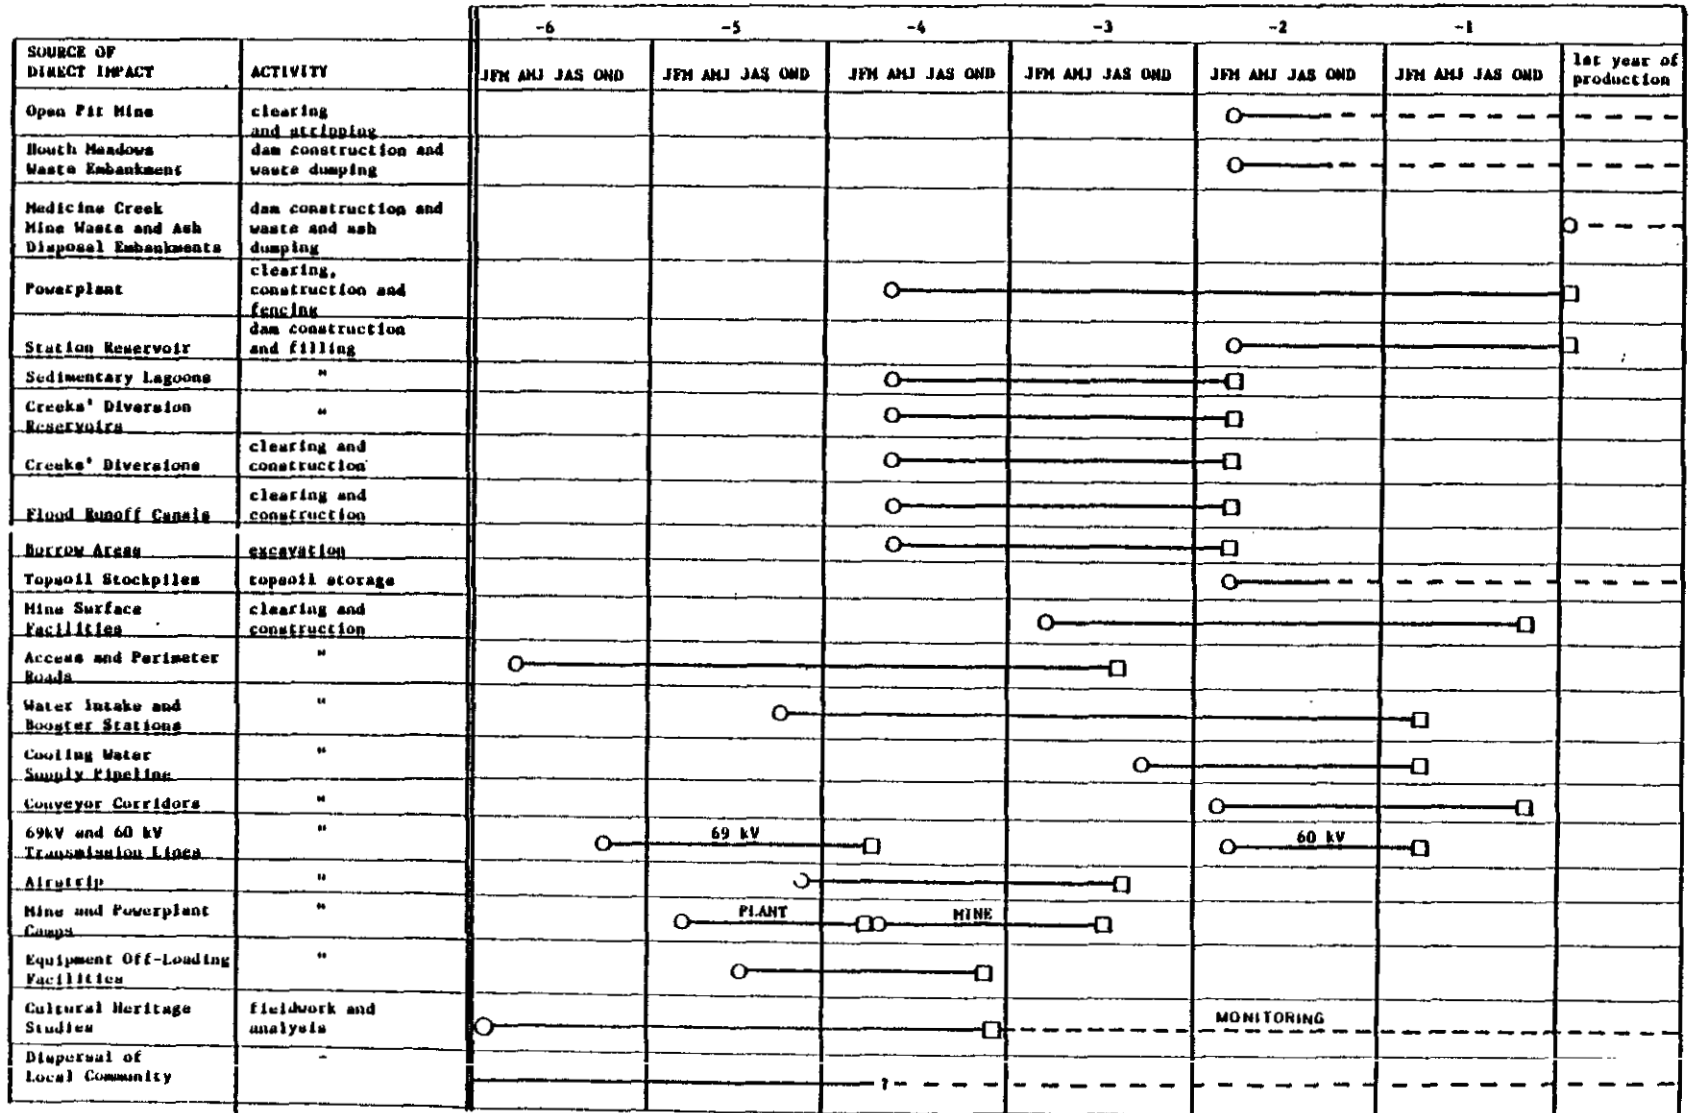 -6 -5 -4 -3 -2 -1
SOURCE OF
DIRECT IMPACT ACTIVITY JFM AMJ JAS OND JFM AMJ JAS OND JFM AMJ JAS OND JFM AMJ JAS OND JFM AMJ JAS OND JFM AMJ JAS OND 1st year of
production
Open Pit Mine clearing
and stripping
Houth Meadows dam construction and
Waste Embankment waste dumping
Medicine Creek dam construction and
Mine Waste and Ash waste and ash
Disposal Embankments dumping
clearing,
Powerplant construction and
fencing
dam construction
Station Reservoir and filling
Sedimentary Lagoons "
Creeks' Diversion "
Reservoirs
clearing and
Creeks' Diversions construction
clearing and
Flood Runoff Canals construction
Borrow Areas excavation
Topsoil Stockpiles topsoil storage
Mine Surface clearing and
Facilities construction
Access and Perimeter "
Roads
Water Intake and "
Booster Stations
Cooling Water "
Supply Pipeline
Conveyor Corridors "
69kV and 60 kV " 69 kV 60 kV
Transmission Lines
Airstrip "
Mine and Powerplant " PLANT MINE
Camps
Equipment Off-Loading "
Facilities
Cultural Heritage fieldwork and
Studies analysis MONITORING
Dispersal of -
Local Community ?